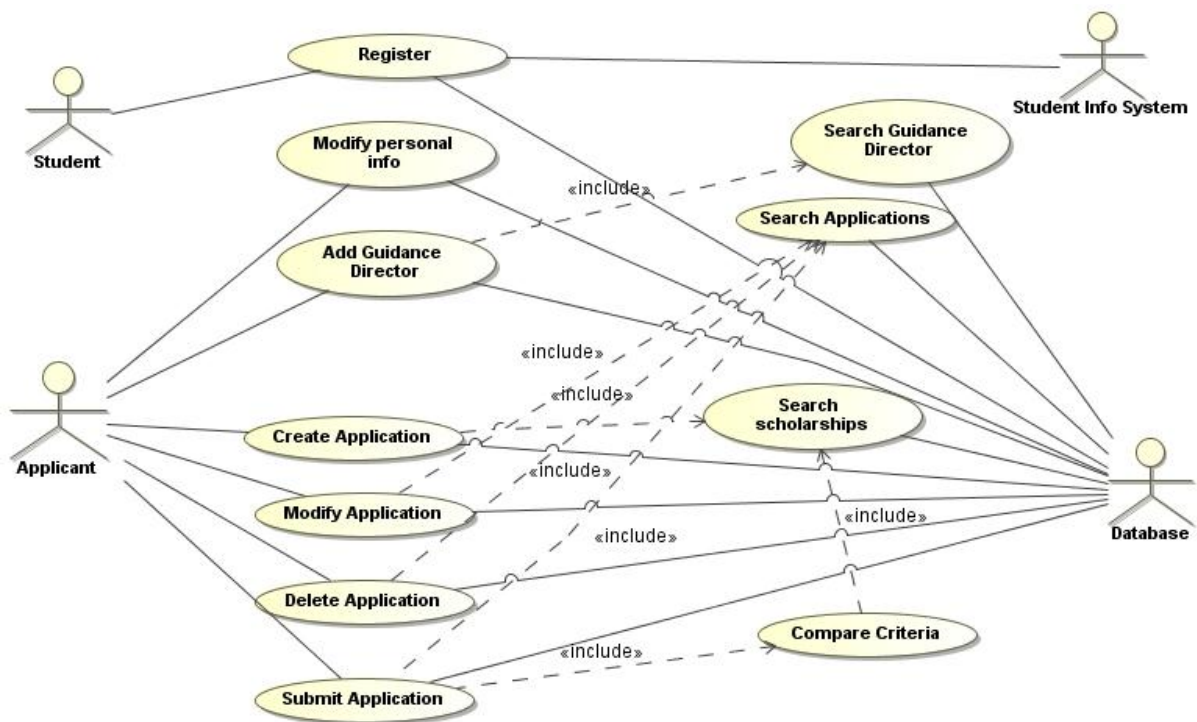 Register
Student Info System
Student
Modify personal
info
Search Guidance
Director
«include»
Search Applications
Add Guidance
Director
«include»
«include»
Search
scholarships
Applicant
Create Application
«include»
Modify Application
«include»
«include»
Database
Delete Application
Compare Criteria
«include»
Submit Application